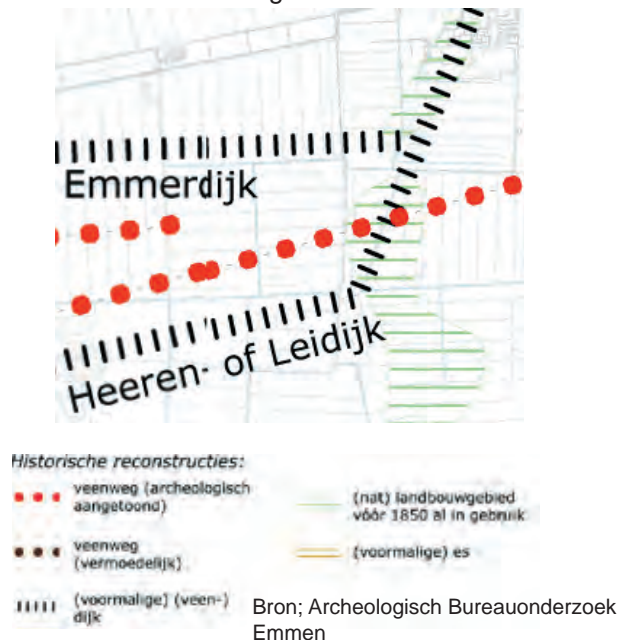 Emmerdijk
Heeren- of Leidijk
Historische reconstructies:
veenweg (archeologisch
aangetoond)
veenweg
(vermoedelijk)
(voormalige) (veen-)
dijk
(nat) landbouwgebied
vóór 1850 al in gebruik
(voormalige) es
Bron; Archeologisch Bureauonderzoek
Emmen